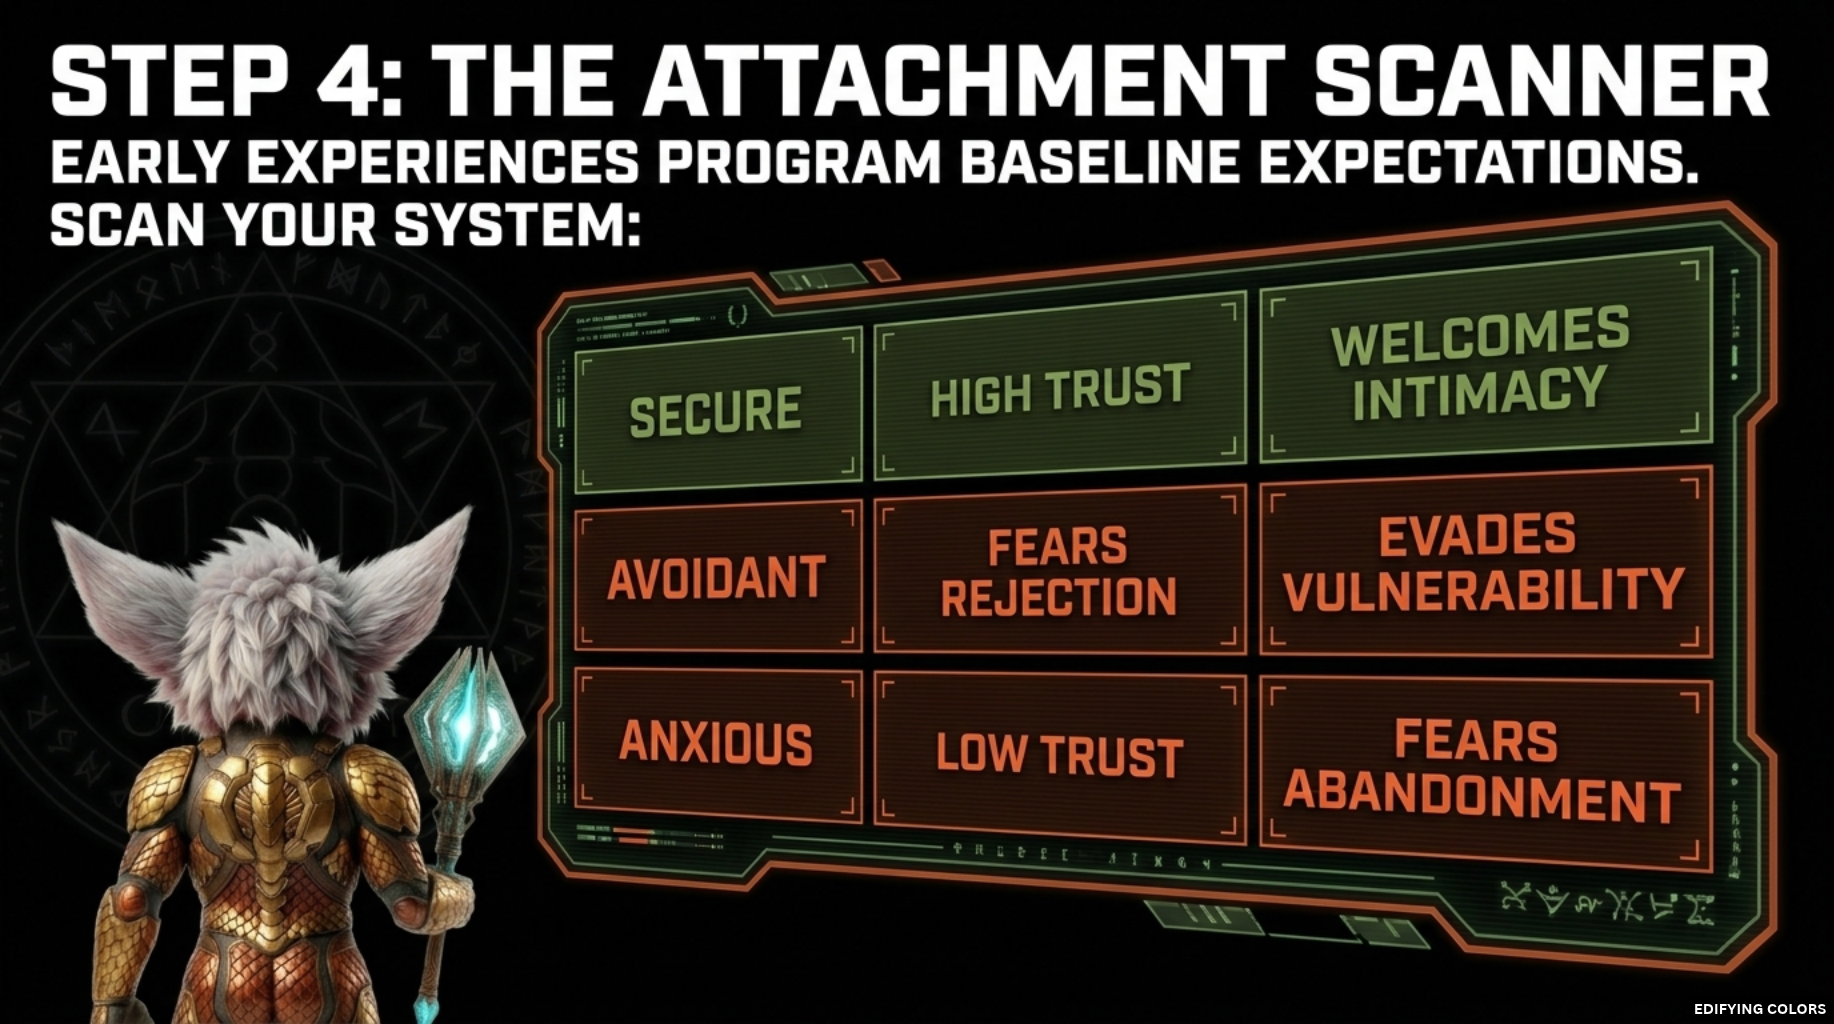 STEP 4: THE ATTACHMENT SCANNER
EARLY EXPERIENCES PROGRAM BASELINE EXPECTATIONS.
SCAN YOUR SYSTEM:
SECURE
HIGH TRUST
WELCOMES
INTIMACY
AVOIDANT
FEARS
REJECTION
EVADES
VULNERABILITY
ANXIOUS
LOW TRUST
FEARS
ABANDONMENT
EDIFYING COLORS